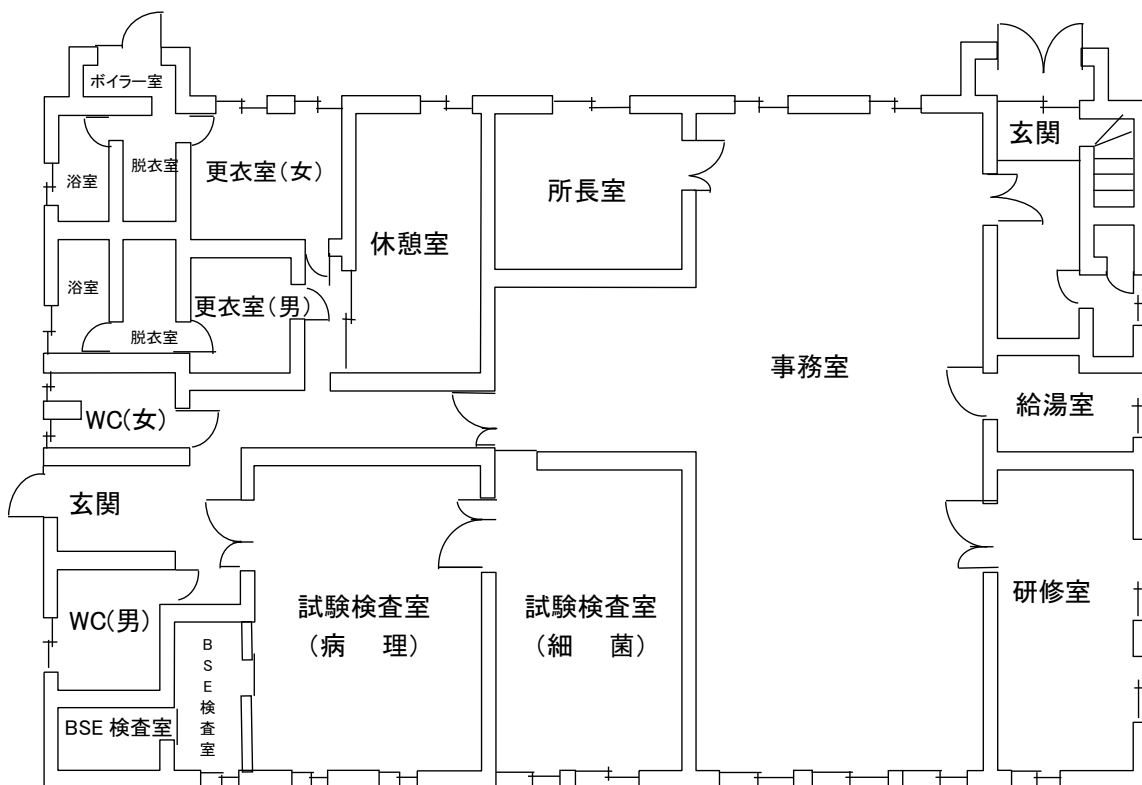 ボイラー室
玄関
脱衣室
更衣室(女)
浴室
所長室
休憩室
浴室
更衣室(男)
脱衣室
事務室
WC(女)
給湯室
玄関
研修室
試験検査室
(病 理)
試験検査室
(細 菌)
WC(男)
BSE検査室
BSE 検査室